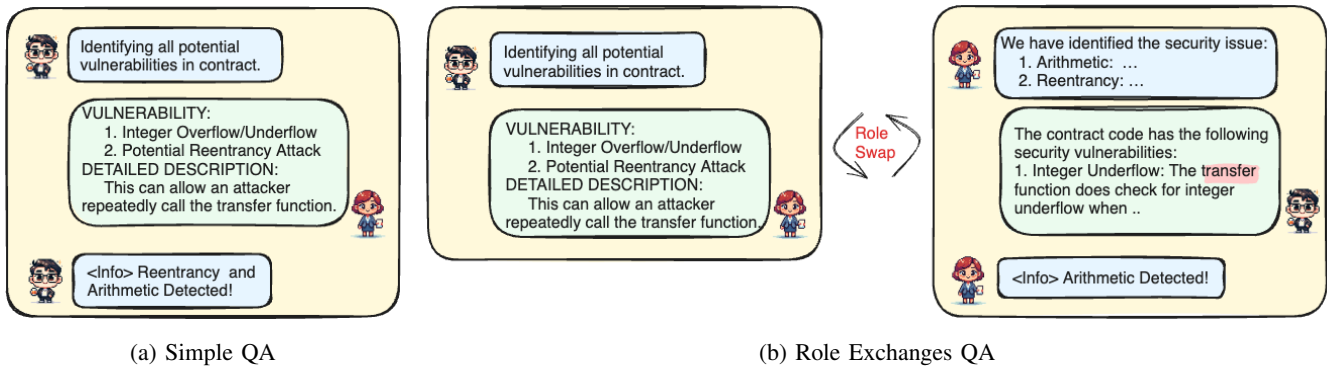 Identifying all potential
vulnerabilities in contract.
VULNERABILITY:
1. Integer Overflow/Underflow
2. Potential Reentrancy Attack
DETAILED DESCRIPTION:
This can allow an attacker
repeatedly call the transfer function.
<Info> Reentrancy and
Arithmetic Detected!
(a) Simple QA
Identifying all potential
vulnerabilities in contract.
VULNERABILITY:
1. Integer Overflow/Underflow
2. Potential Reentrancy Attack
DETAILED DESCRIPTION:
This can allow an attacker
repeatedly call the transfer function.
Role
Swap
We have identified the security issue:
1. Arithmetic: ...
2. Reentrancy: ...
The contract code has the following
security vulnerabilities:
1. Integer Underflow: The transfer
function does check for integer
underflow when ..
<Info> Arithmetic Detected!
(b) Role Exchanges QA